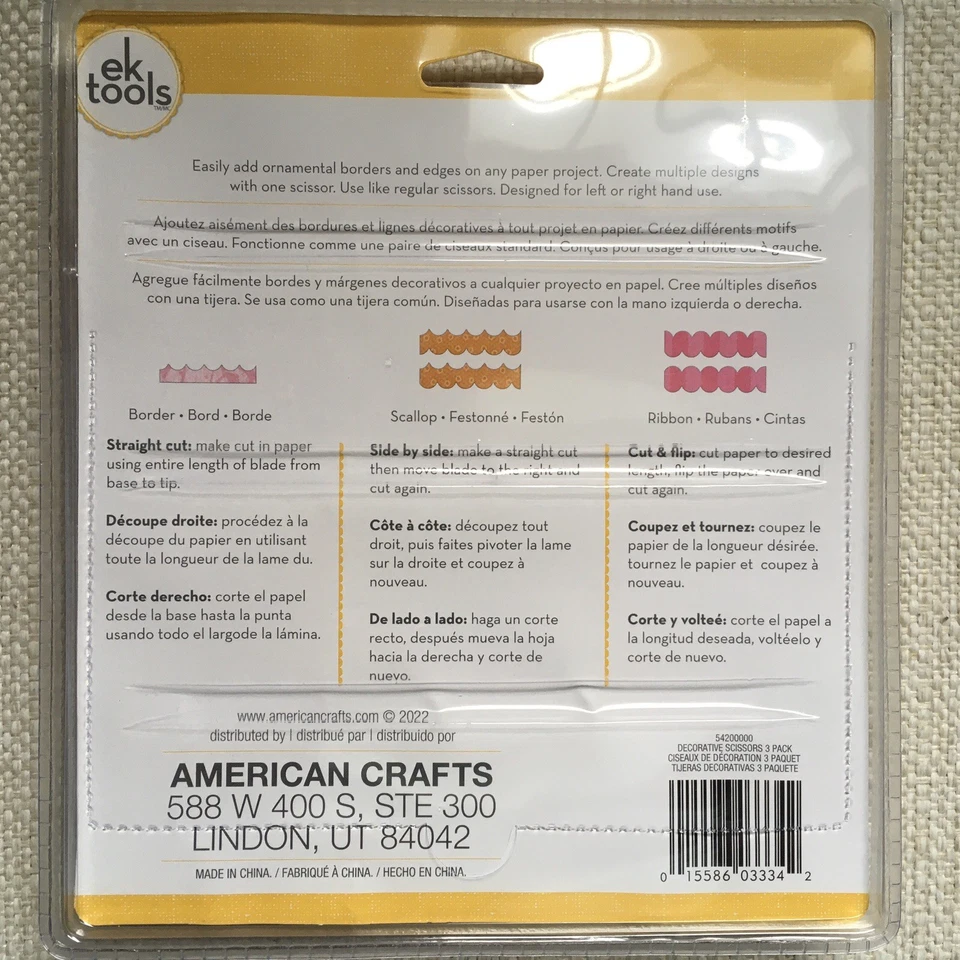 ek
tools
TM/MC
Easily add ornamental borders and edges on any paper project. Create multiple designs
with one scissor. Use like regular scissors. Designed for left or right hand use.
Ajoutez aisément des bordures et lignes décoratives à tout projet en papier. Créez différents motifs
avec un ciseau. Fonctionne comme une paire de ciseaux standard. Conçus pour usage à droite ou à gauche.
Agregue fácilmente bordes y márgenes decorativos a cualquier proyecto en papel. Cree múltiples diseños
con una tijera. Se usa como una tijera común. Diseñadas para usarse con la mano izquierda o derecha.
Border • Bord • Borde
Straight cut: make cut in paper
using entire length of blade from
base to tip.
Découpe droite: procédez à la
découpe du papier en utilisant
toute la longueur de la lame du.
Corte derecho: corte el papel
desde la base hasta la punta
usando todo el largode la lámina.
Scallop • Festonné • Festón
Side by side: make a straight cut
then move blade to the right and
cut again.
Côte à côte: découpez tout
droit, puis faites pivoter la lame
sur la droite et coupez à
nouveau.
De lado a lado: haga un corte
recto, después mueva la hoja
hacia la derecha y corte de
nuevo.
Ribbon • Rubans • Cintas
Cut & flip: cut paper to desired
length, flip the paper over and
cut again.
Coupez et tournez: coupez le
papier de la longueur désirée.
tournez le papier et coupez à
nouveau.
Corte y volteé: corte el papel a
la longitud deseada, voltéelo y
corte de nuevo.
www.americancrafts.com © 2022
distributed by | distribué par | distribuido por
AMERICAN CRAFTS
588 W 400 S, STE 300
LINDON, UT 84042
MADE IN CHINA. / FABRIQUÉ À CHINA. / HECHO EN CHINA.
54200000
DECORATIVE SCISSORS 3 PACK
CISEAUX DE DÉCORATION 3 PAQUET
TIJERAS DECORATIVAS 3 PAQUETE
0 15586 03334 2